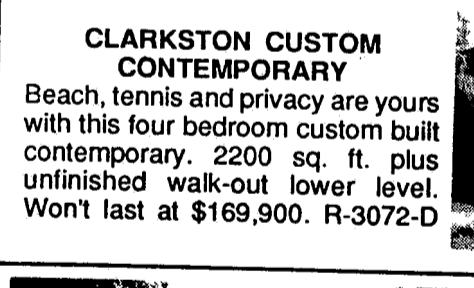 CLARKSTON CUSTOM
CONTEMPORARY
Beach, tennis and privacy are yours
with this four bedroom custom built
contemporary. 2200 sq. ft. plus
unfinished walk-out lower level.
Won't last at $169,900. R-3072-D